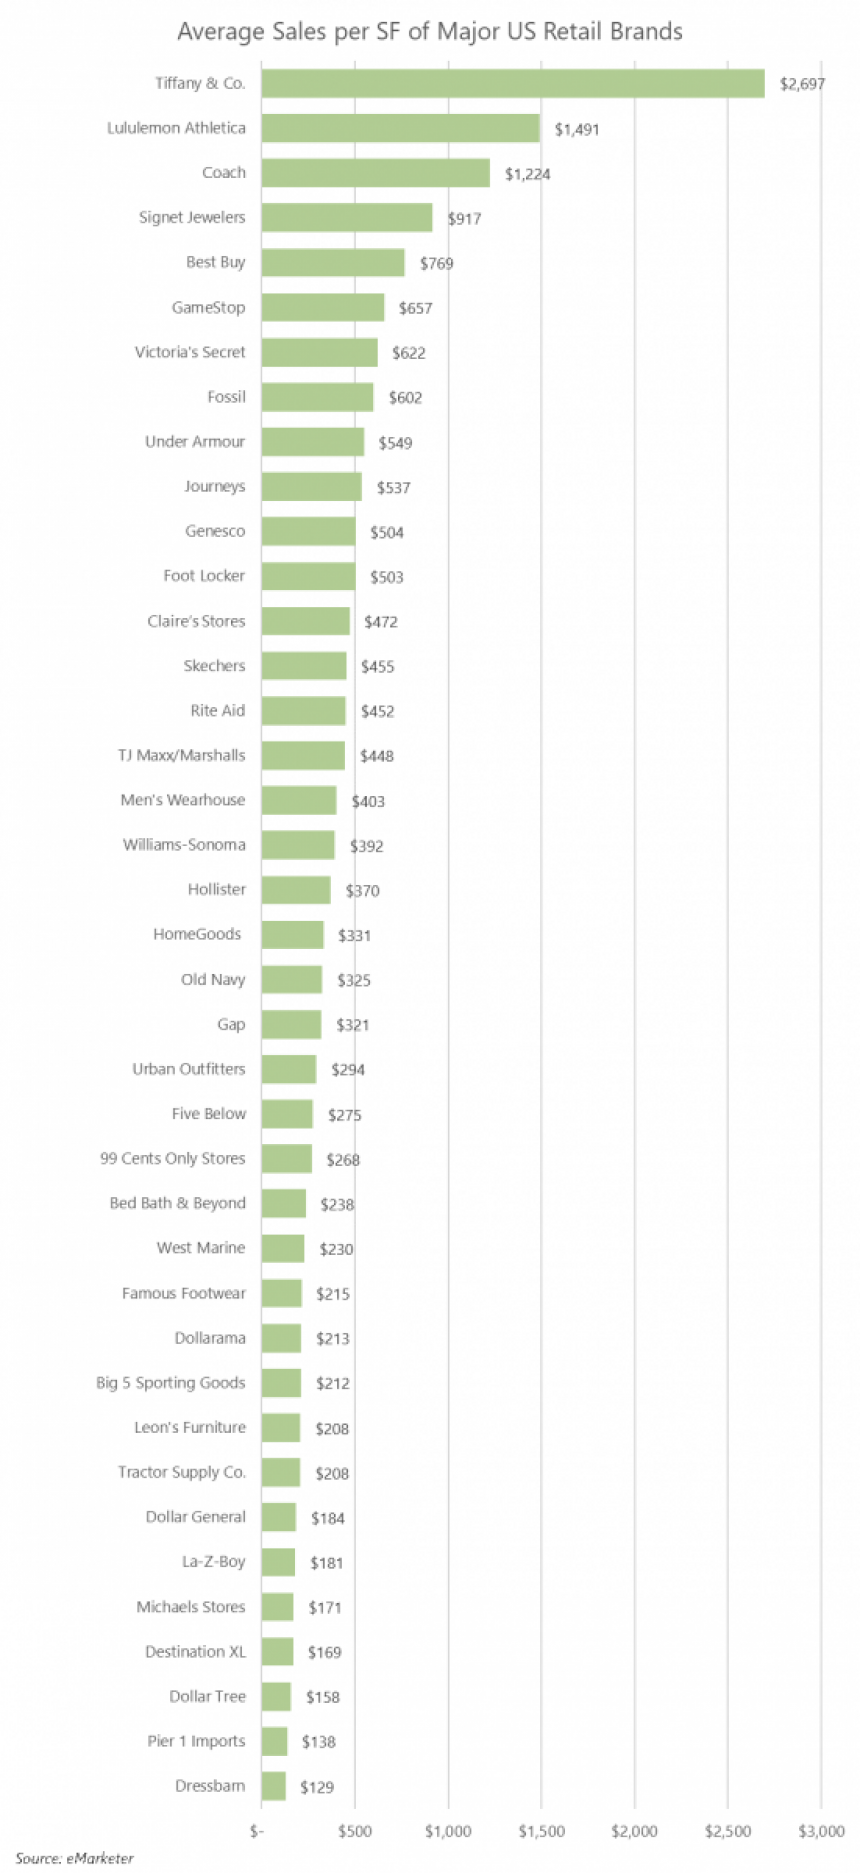 Average Sales per SF of Major US Retail Brands
Tiffany & Co. $2,697
Lululemon Athletica $1,491
Coach $1,224
Signet Jewelers $917
Best Buy $769
GameStop $657
Victoria's Secret $622
Fossil $602
Under Armour $549
Journeys $537
Genesco $504
Foot Locker $503
Claire's Stores $472
Skechers $455
Rite Aid $452
TJ Maxx/Marshalls $448
Men's Wearhouse $403
Williams-Sonoma $392
Hollister $370
HomeGoods $331
Old Navy $325
Gap $321
Urban Outfitters $294
Five Below $275
99 Cents Only Stores $268
Bed Bath & Beyond $238
West Marine $230
Famous Footwear $215
Dollarama $213
Big 5 Sporting Goods $212
Leon's Furniture $208
Tractor Supply Co. $208
Dollar General $184
La-Z-Boy $181
Michaels Stores $171
Destination XL $169
Dollar Tree $158
Pier 1 Imports $138
Dressbarn $129
$- $500 $1,000 $1,500 $2,000 $2,500 $3,000
Source: eMarketer